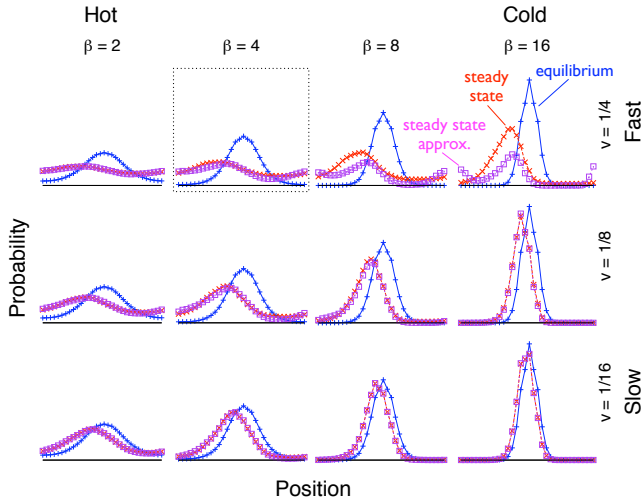 Hot
Cold
β = 2
β = 4
β = 8
β = 16
steady
state
equilibrium
steady state
approx.
v = 1/4
Fast
Probability
v = 1/8
v = 1/16
Slow
Position